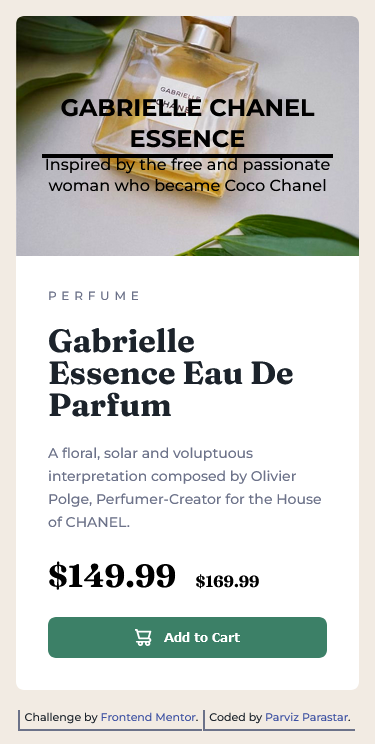 GABRIELLE
CHANEL
GABRIELLE CHANEL
ESSENCE
Inspired by the free and passionate
woman who became Coco Chanel
PERFUME
Gabrielle
Essence Eau De
Parfum
A floral, solar and voluptuous
interpretation composed by Olivier
Polge, Perfumer-Creator for the House
of CHANEL.
$149.99 $169.99
Add to Cart
Challenge by Frontend Mentor. Coded by Parviz Parastar.